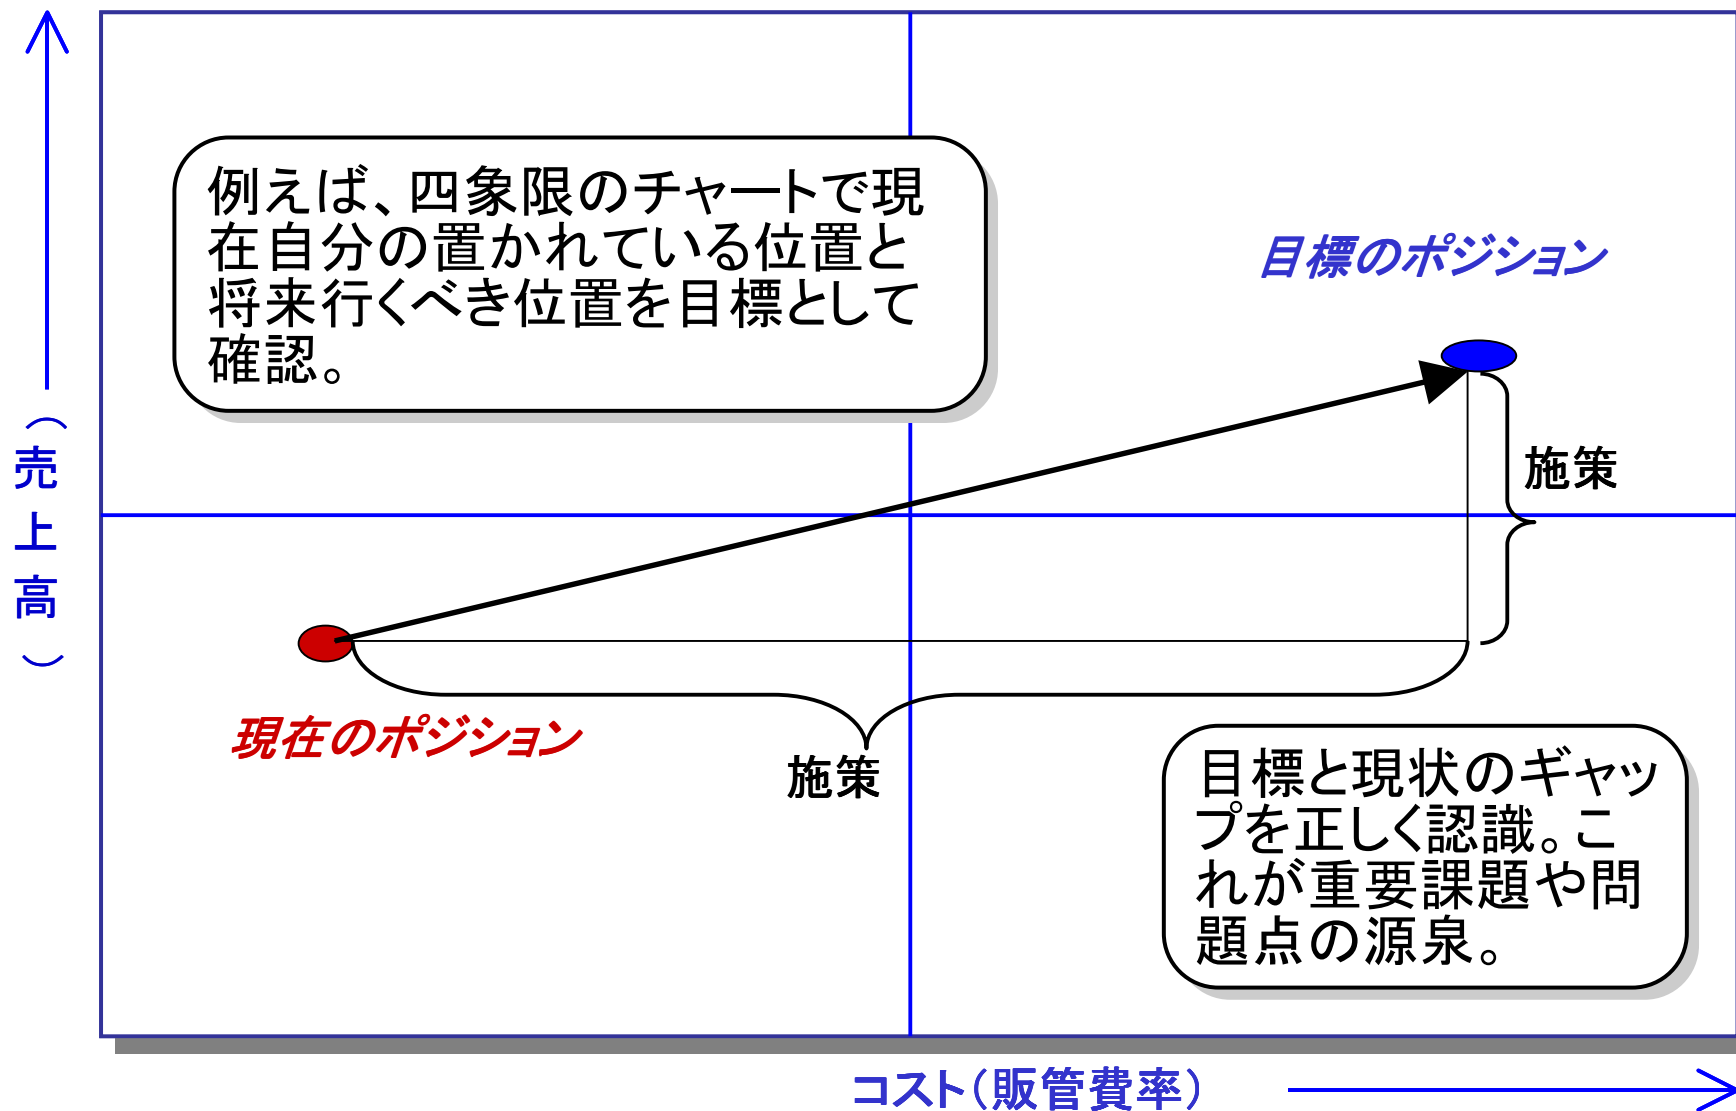 例えば、四象限のチャートで現
在自分の置かれている位置と
将来行くべき位置を目標として
確認。
目標のポジション
施策
（売上高）
現在のポジション
施策
目標と現状のギャッ
プを正しく認識。こ
れが重要課題や問
題点の源泉。
コスト（販管費率）